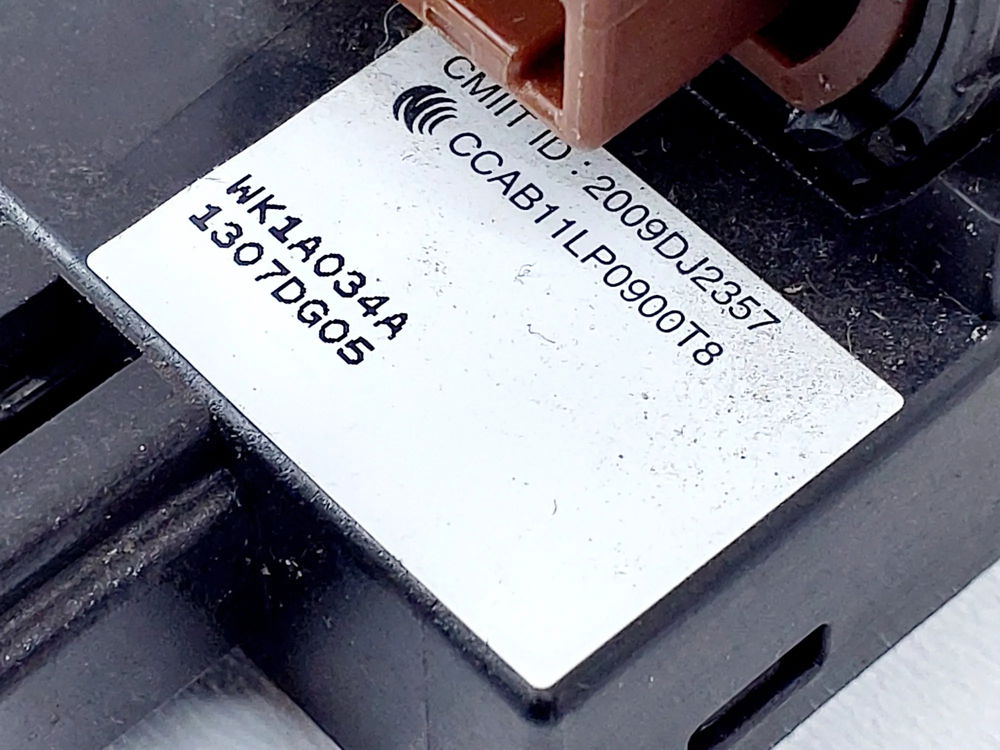 CMIIT ID : 2009DJ2357
CCAB11LP0900T8
WK1A034A
1307DG05